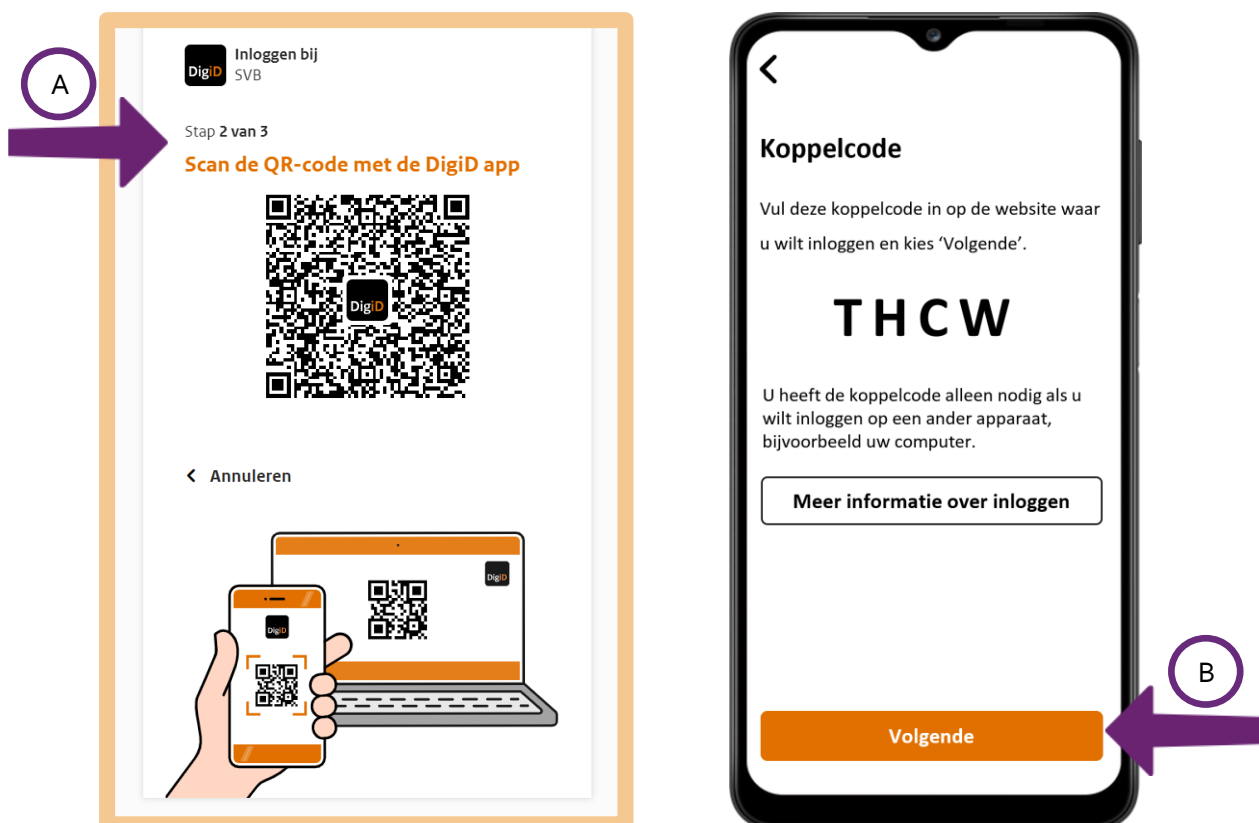 A
DigiD
Inloggen bij
SVB
Stap 2 van 3
Scan de QR-code met de DigiD app
DigiD
Annuleren
DigiD
DigiD
Koppelcode
Vul deze koppelcode in op de website waar
u wilt inloggen en kies ‘Volgende’.
THCW
U heeft de koppelcode alleen nodig als u
wilt inloggen op een ander apparaat,
bijvoorbeeld uw computer.
Meer informatie over inloggen
B
Volgende